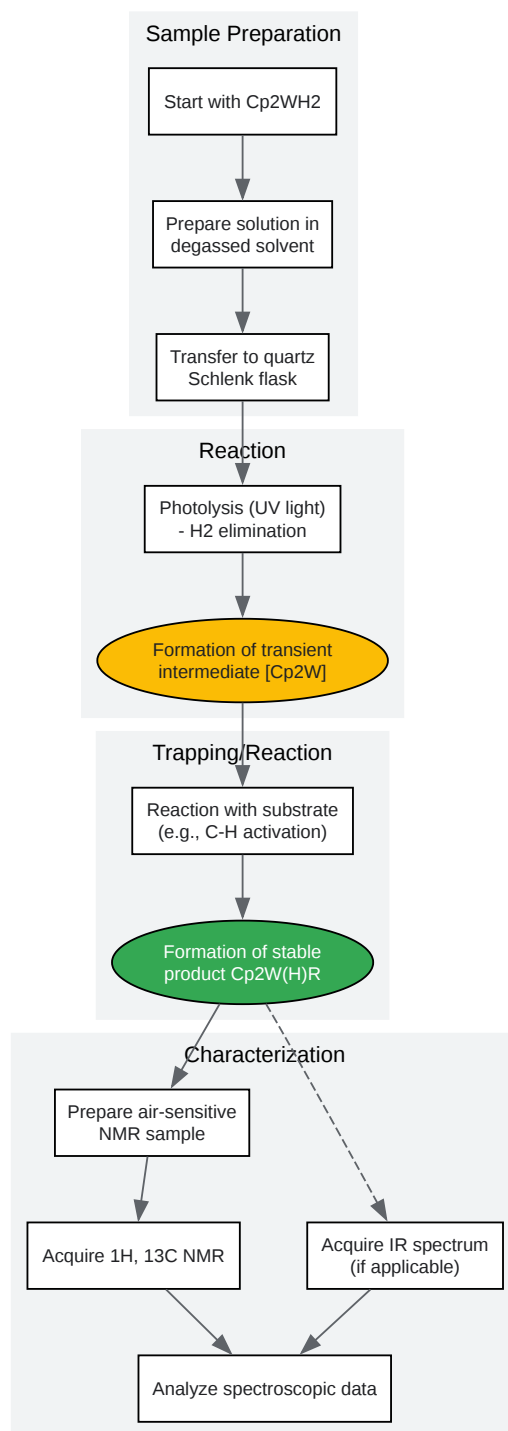 Sample Preparation
Start with Cp2WH2
Prepare solution in
degassed solvent
Transfer to quartz
Schlenk flask
Reaction
Photolysis (UV light)
- H2 elimination
Formation of transient
intermediate [Cp2W]
Trapping/Reaction
Reaction with substrate
(e.g., C-H activation)
Formation of stable
product Cp2W(H)R
Characterization
Prepare air-sensitive
NMR sample
Acquire 1H, 13C NMR
Acquire IR spectrum
(if applicable)
Analyze spectroscopic data